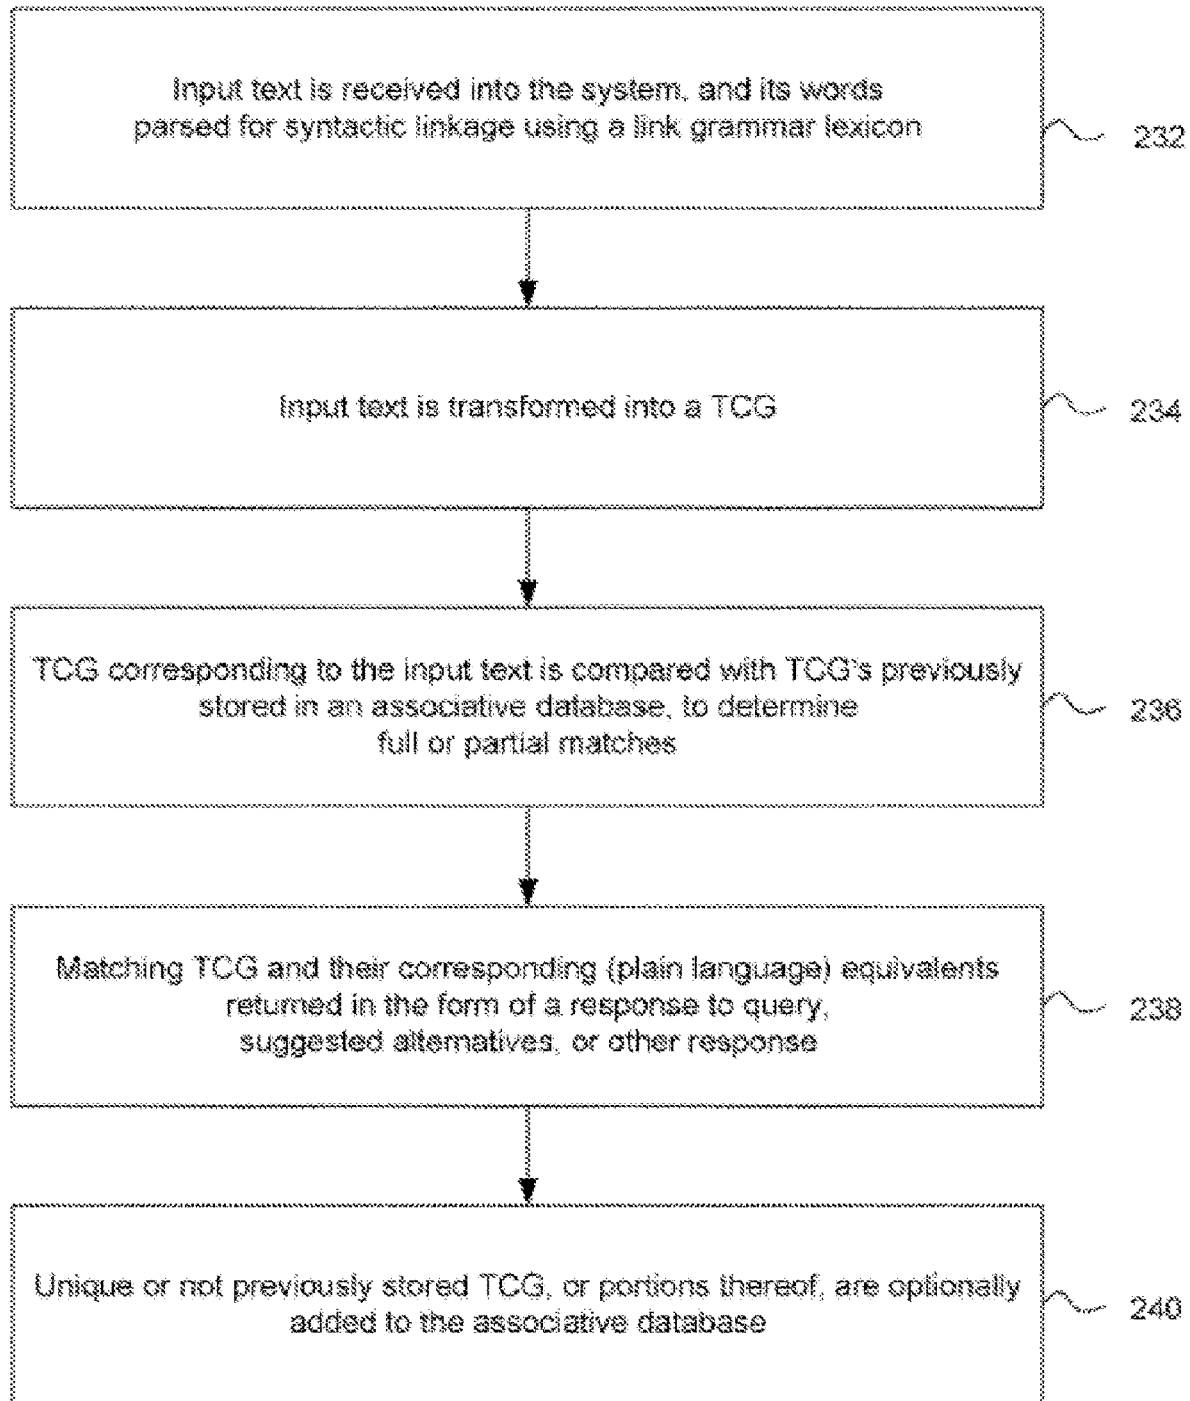 Input text is received into the system, and its words
parsed for syntactic linkage using a link grammar lexicon
232
Input text is transformed into a TCG
234
TCG corresponding to the input text is compared with TCG's previously
stored in an associative database, to determine
full or partial matches
236
Matching TCG and their corresponding (plain language) equivalents
returned in the form of a response to query,
suggested alternatives, or other response
238
Unique or not previously stored TCG, or portions thereof, are optionally
added to the associative database
240